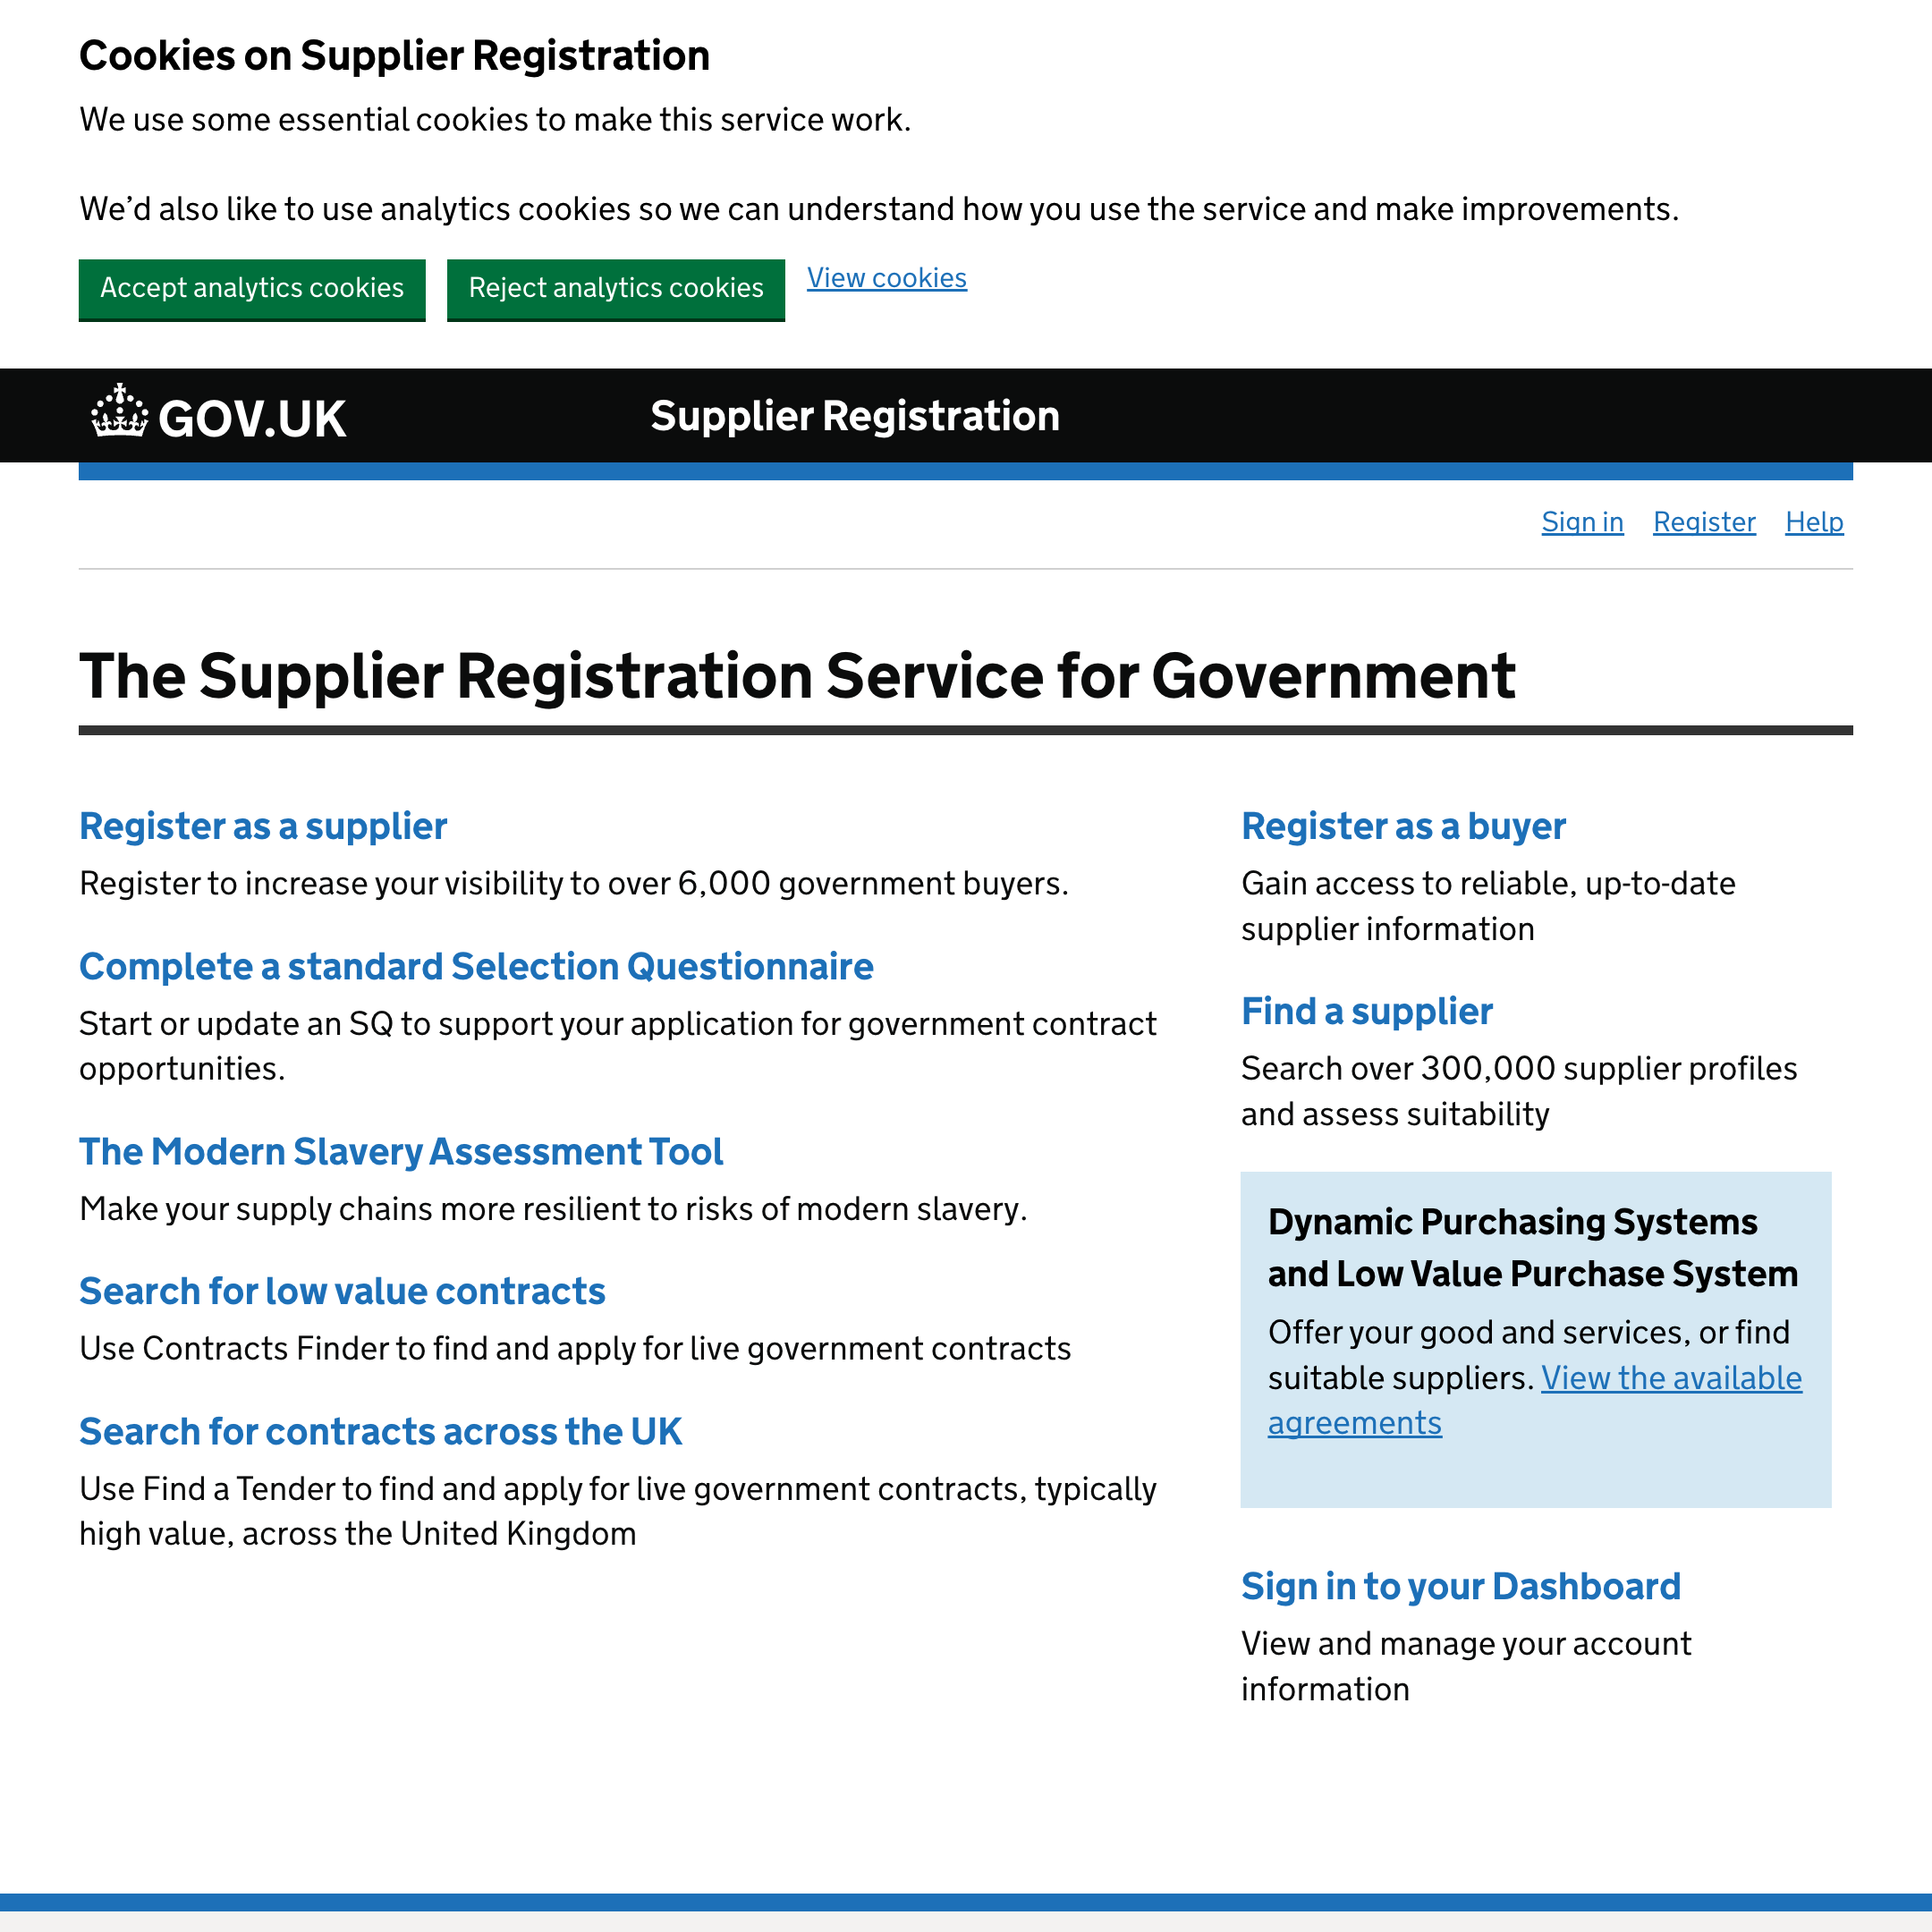 Cookies on Supplier Registration
We use some essential cookies to make this service work.
We’d also like to use analytics cookies so we can understand how you use the service and make improvements.
Accept analytics cookies
Reject analytics cookies
View cookies
GOV.UK
Supplier Registration
Sign in
Register
Help
The Supplier Registration Service for Government
Register as a supplier
Register to increase your visibility to over 6,000 government buyers.
Complete a standard Selection Questionnaire
Start or update an SQ to support your application for government contract
opportunities.
The Modern Slavery Assessment Tool
Make your supply chains more resilient to risks of modern slavery.
Search for low value contracts
Use Contracts Finder to find and apply for live government contracts
Search for contracts across the UK
Use Find a Tender to find and apply for live government contracts, typically
high value, across the United Kingdom
Register as a buyer
Gain access to reliable, up-to-date
supplier information
Find a supplier
Search over 300,000 supplier profiles
and assess suitability
Dynamic Purchasing Systems
and Low Value Purchase System
Offer your good and services, or find
suitable suppliers. View the available
agreements
Sign in to your Dashboard
View and manage your account
information